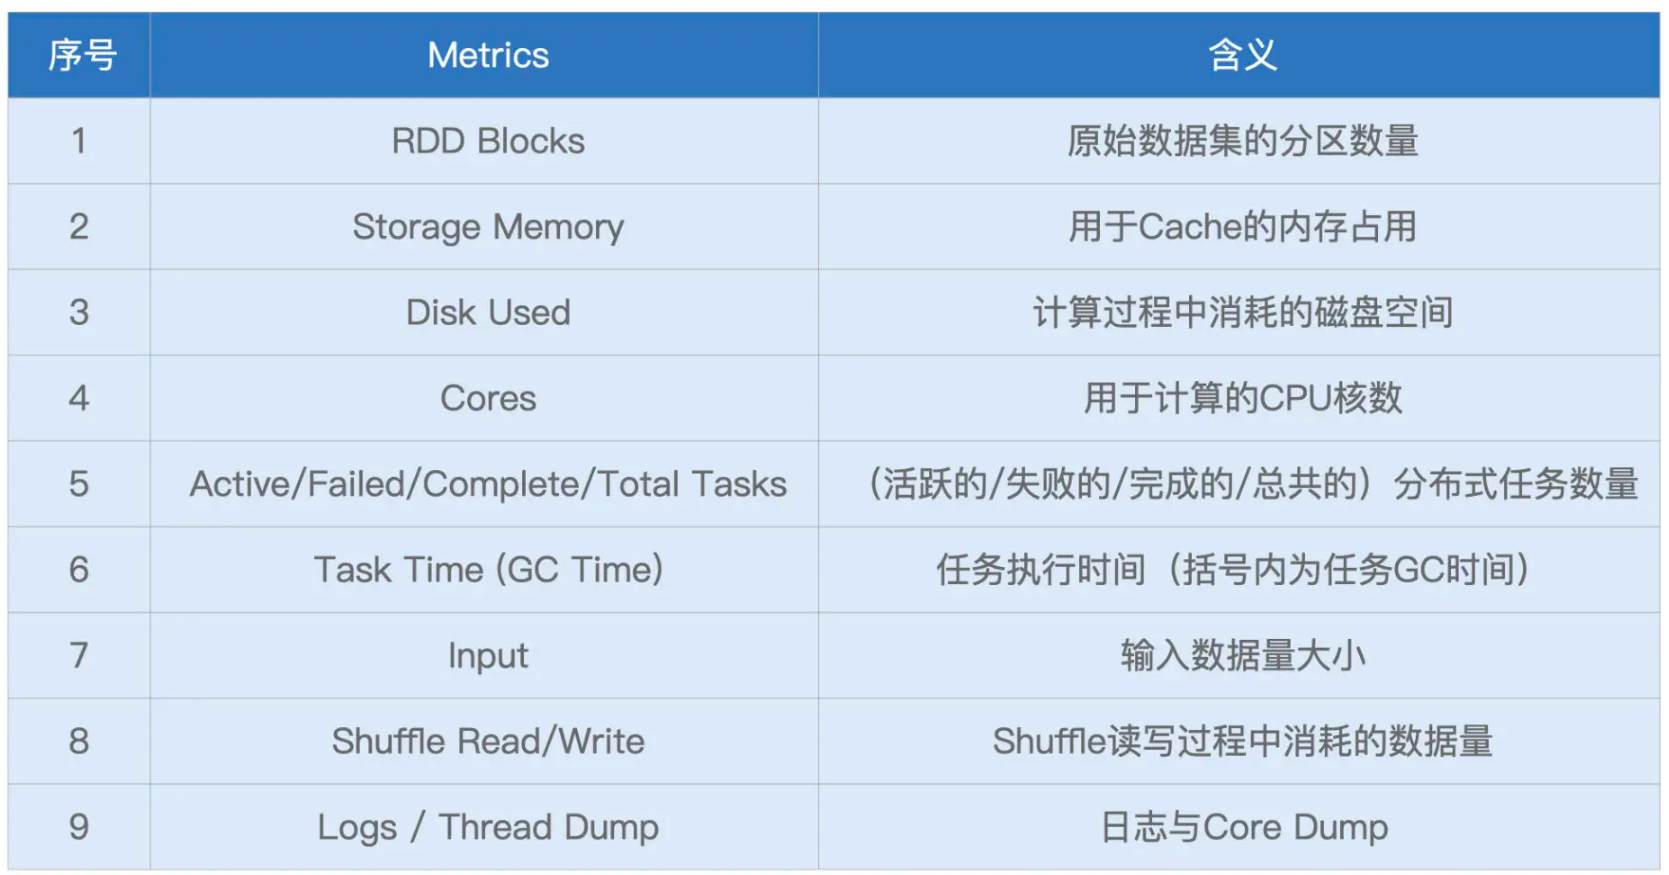 序号 Metrics 含义
1 RDD Blocks 原始数据集的分区数量
2 Storage Memory 用于Cache的内存占用
3 Disk Used 计算过程中消耗的磁盘空间
4 Cores 用于计算的CPU核数
5 Active/Failed/Complete/Total Tasks （活跃的/失败的/完成的/总共的）分布式任务数量
6 Task Time (GC Time) 任务执行时间（括号内为任务GC时间）
7 Input 输入数据量大小
8 Shuffle Read/Write Shuffle读写过程中消耗的数据量
9 Logs / Thread Dump 日志与Core Dump